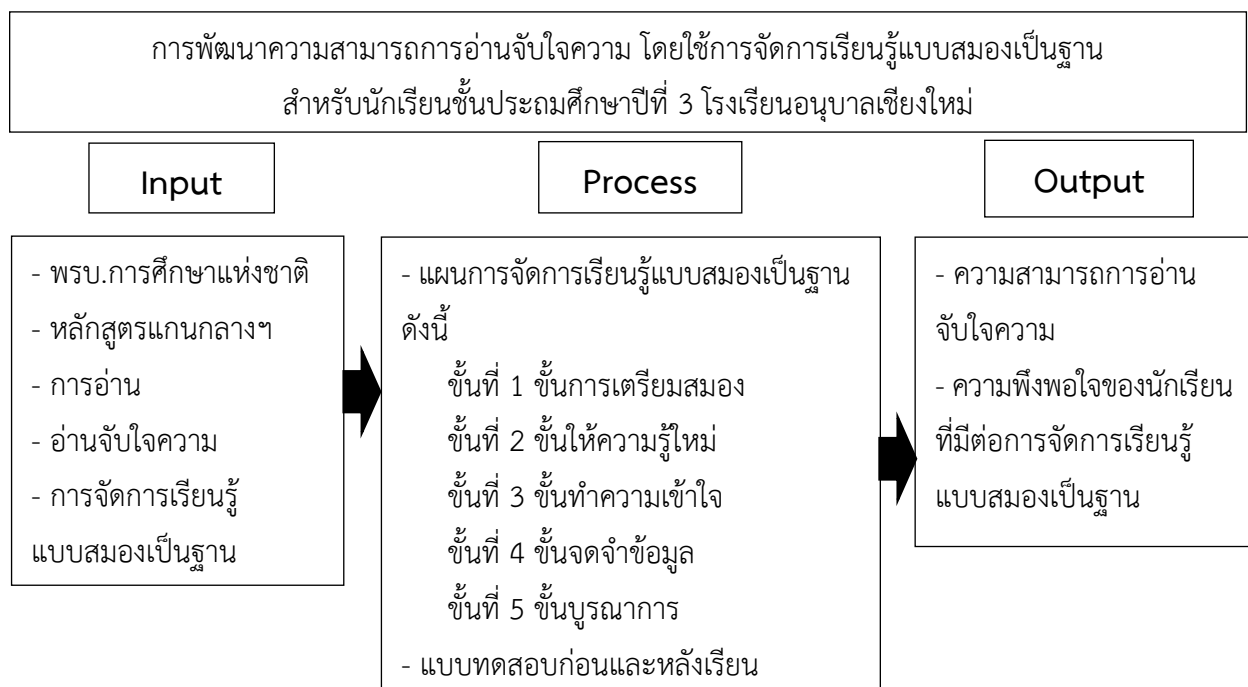 การพัฒนาความสามารถการอ่านจับใจความ โดยใช้การจัดการเรียนรู้แบบสมองเป็นฐาน
สำหรับนักเรียนชั้นประถมศึกษาปีที่ 3 โรงเรียนอนุบาลเชียงใหม่
Input
- พรบ.การศึกษาแห่งชาติ
- หลักสูตรแกนกลางฯ
- การอ่าน
- อ่านจับใจความ
- การจัดการเรียนรู้
แบบสมองเป็นฐาน
Process
- แผนการจัดการเรียนรู้แบบสมองเป็นฐาน
ดังนี้
ขั้นที่ 1 ขั้นการเตรียมสมอง
ขั้นที่ 2 ขั้นให้ความรู้ใหม่
ขั้นที่ 3 ขั้นทำความเข้าใจ
ขั้นที่ 4 ขั้นจดจำข้อมูล
ขั้นที่ 5 ขั้นบูรณาการ
- แบบทดสอบก่อนและหลังเรียน
Output
- ความสามารถการอ่าน
จับใจความ
- ความพึงพอใจของนักเรียน
ที่มีต่อการจัดการเรียนรู้
แบบสมองเป็นฐาน